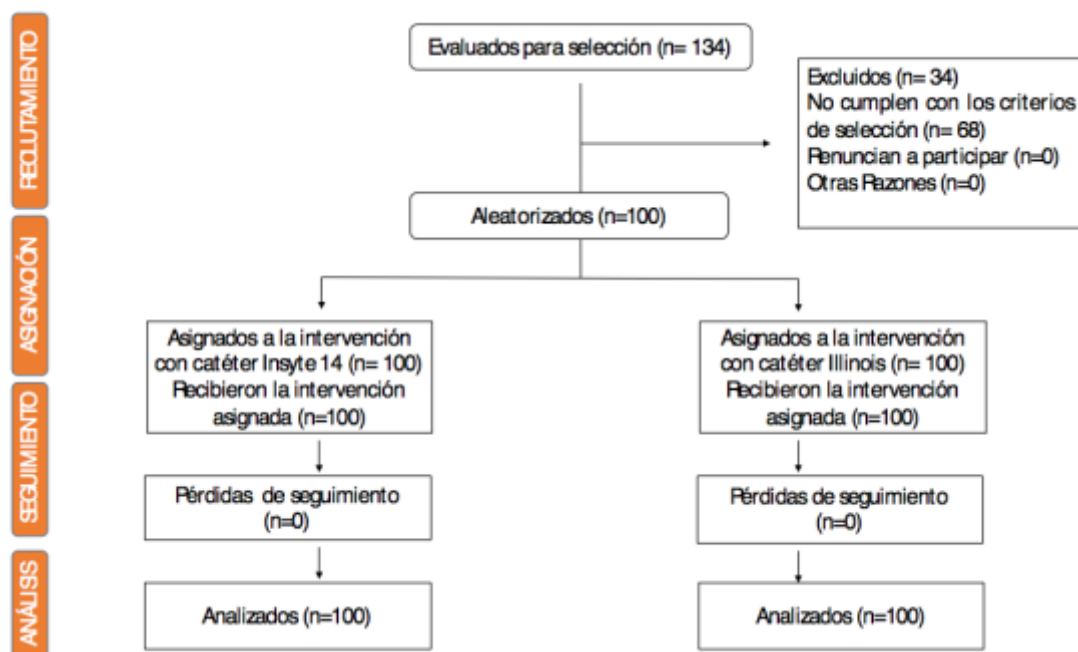 RECLUTAMIENTO
Evaluados para selección (n= 134)
Excluidos (n= 34)
No cumplen con los criterios
de selección (n= 68)
Renuncian a participar (n=0)
Otras Razones (n=0)
Aleatorizados (n=100)
ASIGNACIÓN
Asignados a la intervención
con catéter Insyte 14 (n= 100)
Recibieron la intervención
asignada (n=100)
Asignados a la intervención
con catéter Illinois (n= 100)
Recibieron la intervención
asignada (n=100)
SEGUIMIENTO
Pérdidas de seguimiento
(n=0)
Pérdidas de seguimiento
(n=0)
ANÁLISIS
Analizados (n=100)
Analizados (n=100)